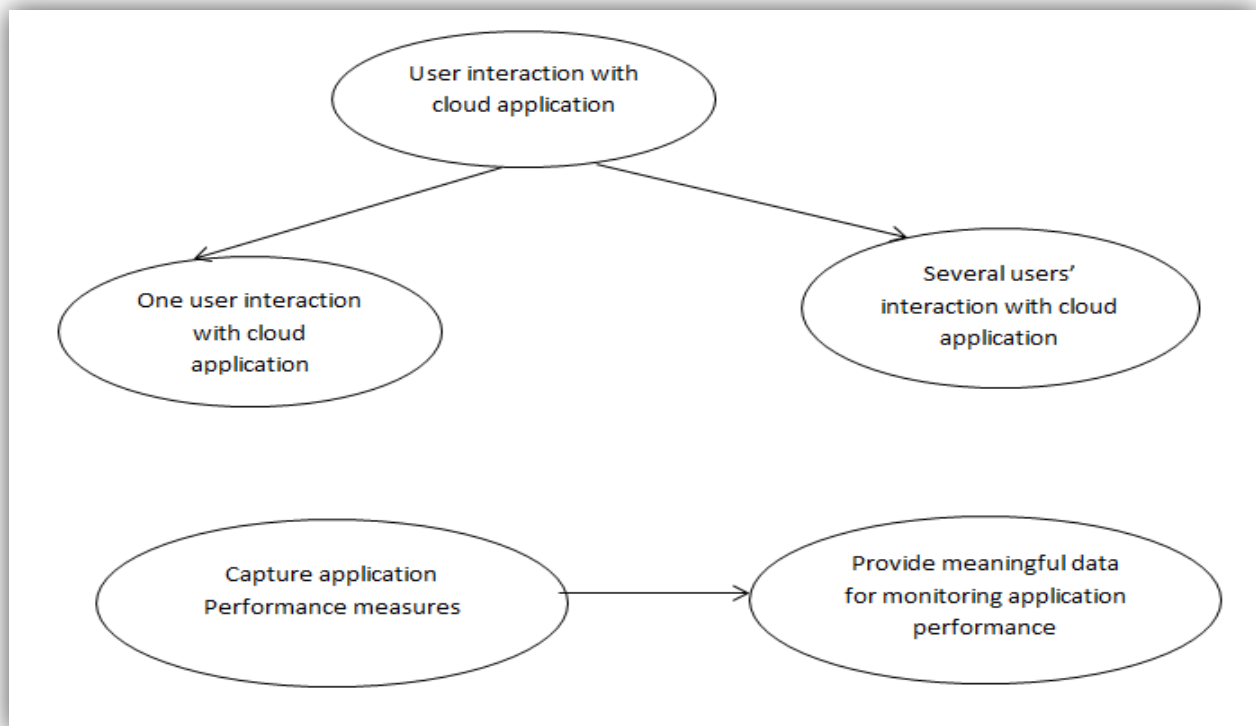 User interaction with
cloud application
One user interaction
with cloud
application
Several users’
interaction with cloud
application
Capture application
Performance measures
Provide meaningful data
for monitoring application
performance